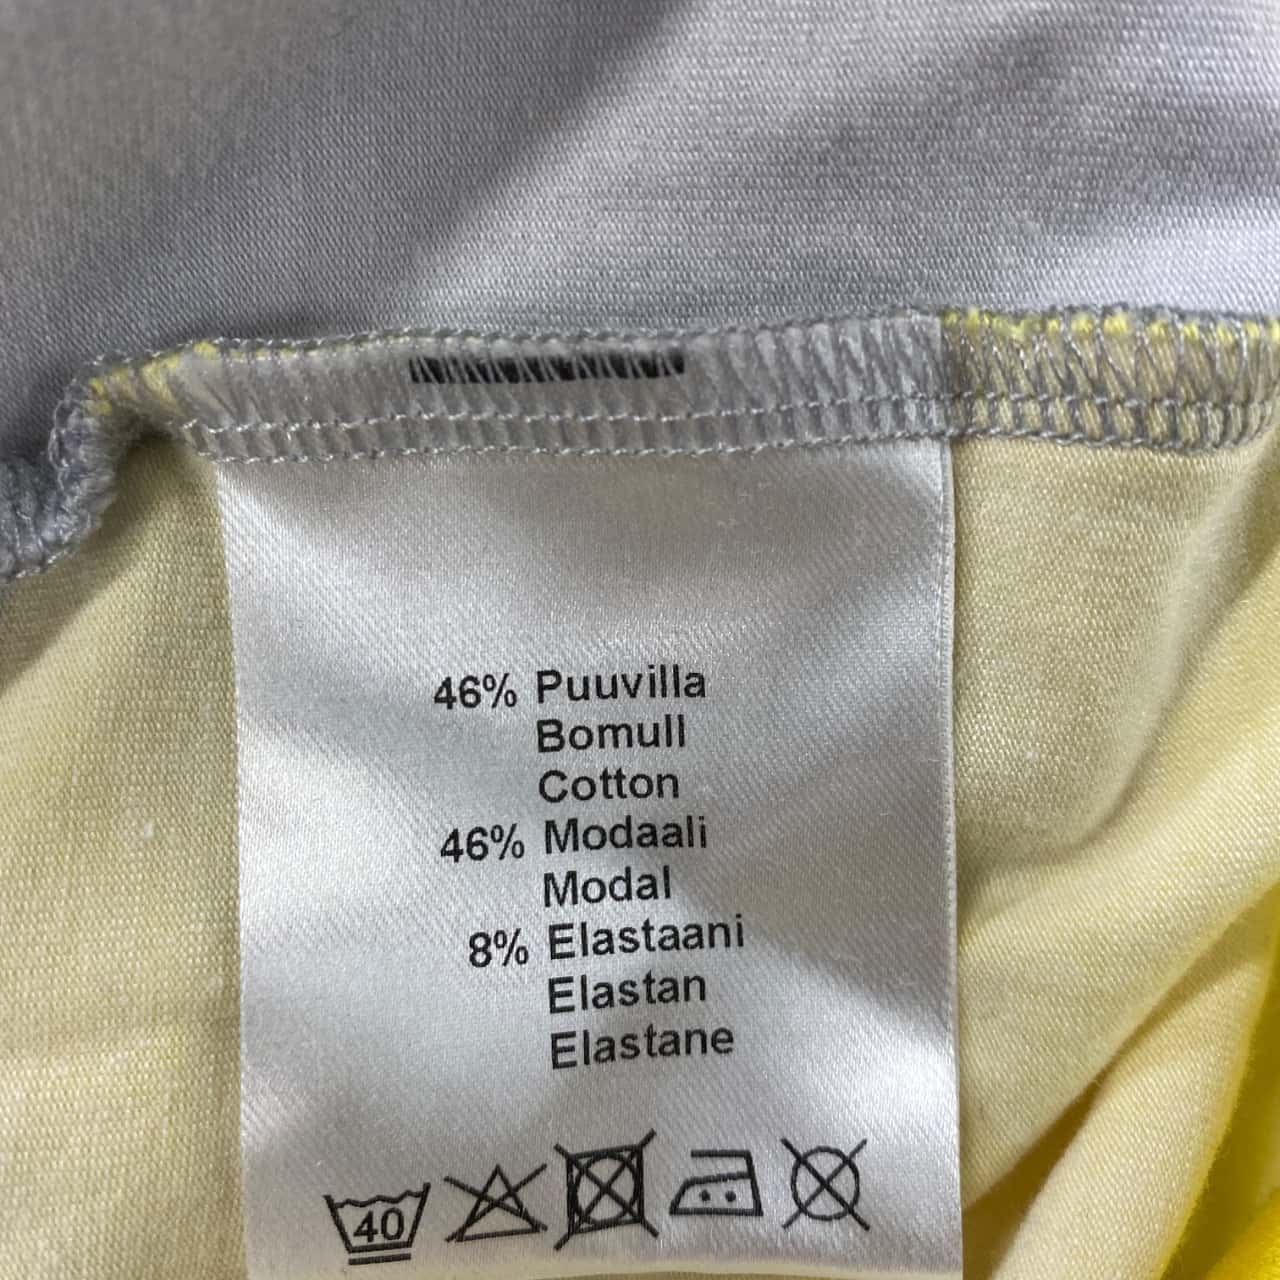 46% Puuvilla
Bomull
Cotton
46% Modaali
Modal
8% Elastaani
Elastan
Elastane
40